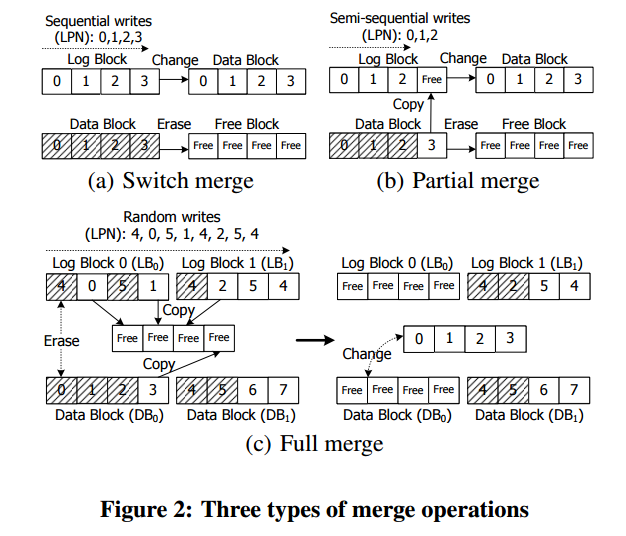 Sequential writes
(LPN): 0,1,2,3
Log Block Change Data Block
0 1 2 3 0 1 2 3
Data Block Erase Free Block
0 1 2 3 Free Free Free Free
(a) Switch merge
Semi-sequential writes
(LPN): 0,1,2
Log Block Change Data Block
0 1 2 Free 0 1 2 3
Copy
Data Block Erase Free Block
0 1 2 3 Free Free Free Free
(b) Partial merge
Random writes
(LPN): 4, 0, 5, 1, 4, 2, 5, 4
Log Block 0 (LB0) Log Block 1 (LB1)
4 0 5 1 4 2 5 4
Copy
Free Free Free Free
Erase
Copy
0 1 2 3 4 5 6 7
Data Block (DB0) Data Block (DB1)
Log Block 0 (LB0) Log Block 1 (LB1)
Free Free Free Free 4 2 5 4
0 1 2 3
Change
Free Free Free Free 4 5 6 7
Data Block (DB0) Data Block (DB1)
(c) Full merge
Figure 2: Three types of merge operations